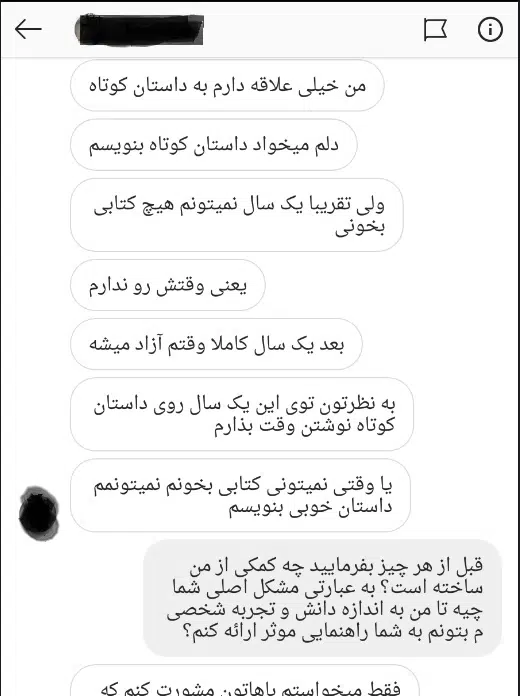 من خیلی علاقه دارم به داستان کوتاه
دلم میخواد داستان کوتاه بنویسم
ولی تقریبا یک سال نمیتونم هیچ کتابی
بخونی
یعنی وقتش رو ندارم
بعد یک سال کاملا وقتم آزاد میشه
به نظرتون توی این یک سال روی داستان
کوتاه نوشتن وقت بذارم
یا وقتی نمیتونی کتابی بخونم نمیتونمم
داستان خوبی بنویسم
قبل از هر چیز بفرمایید چه کمکی از من
ساخته است؟ به عبارتی مشکل اصلی شما
چیه تا من به اندازه دانش و تجربه شخصی
م بتونم به شما راهنمایی موثر ارائه کنم؟
فقط میخواستم باهاتون مشورت کنم که